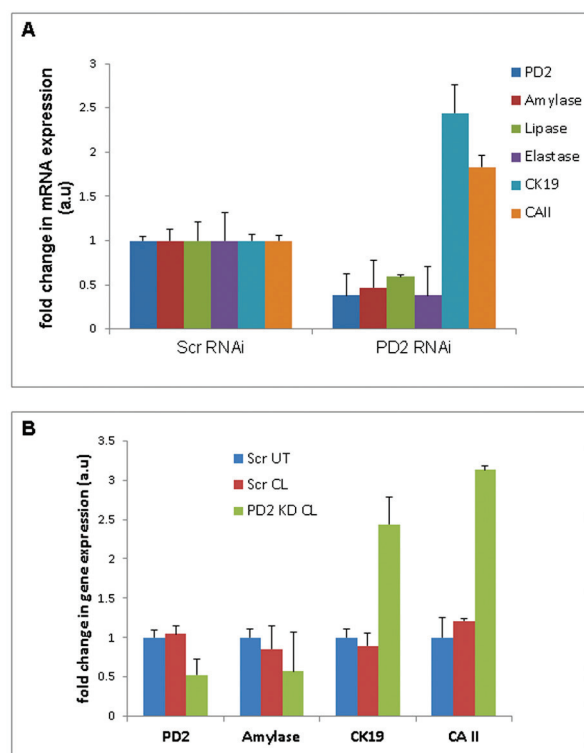 A
fold change in mRNA expression
(a.u)
3
2.5
2
1.5
1
0.5
0
Scr RNAi
PD2 RNAi
PD2
Amylase
Lipase
Elastase
CK19
CAII
B
fold change in gene expression (a.u)
3.5
3
2.5
2
1.5
1
0.5
0
Scr UT
Scr CL
PD2 KD CL
PD2
Amylase
CK19
CA II